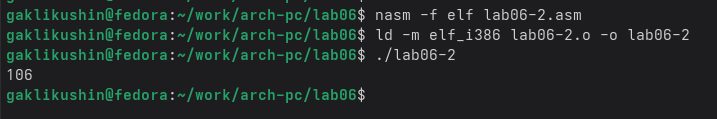 gaklikushin@fedora:~/work/arch-pc/lab06$ nasm -f elf lab06-2.asm
gaklikushin@fedora:~/work/arch-pc/lab06$ ld -m elf_i386 lab06-2.o -o lab06-2
gaklikushin@fedora:~/work/arch-pc/lab06$ ./lab06-2
106
gaklikushin@fedora:~/work/arch-pc/lab06$